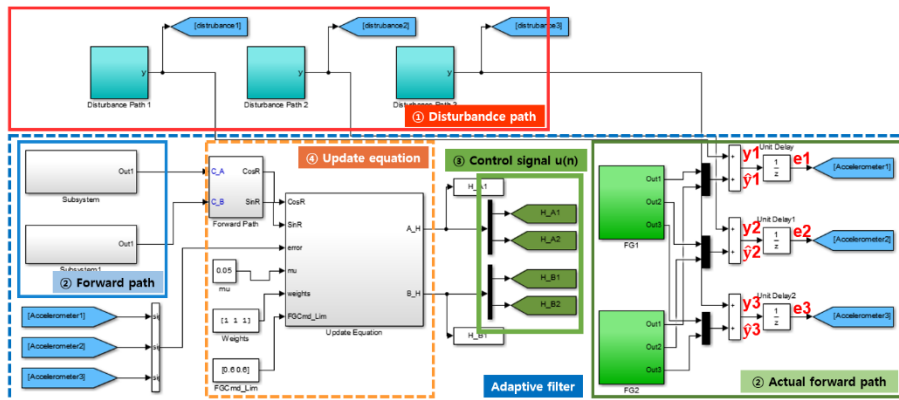 [distrubance1]
[distrubance2]
[distrubance3]
y
y
y
Disturbance Path 1
Disturbance Path 2
Disturbance Path 3
① Disturbandce path
④ Update equation
③ Control signal u(n)
Out1
Subsystem
Out1
Subsystem1
② Forward path
C_A
C_B
CosR
SinR
Forward Path
CosR
SinR
error
mu
weights
FGCmd_Lim
A_H
B_H
Update Equation
0.05
mu
[1 1 1]
Weights
[0.6 0.6]
FGCmd_Lim
[Accelerometer1]
[Accelerometer2]
[Accelerometer3]
H_A1
H_A1
H_A2
H_B1
H_B2
H_B1
Adaptive filter
Out1
Out2
Out3
FG1
Out1
Out2
Out3
FG2
y1
ŷ1
Unit Delay
1
z
e1
[Accelerometer1]
y2
ŷ2
Unit Delay1
1
z
e2
[Accelerometer2]
y3
ŷ3
Unit Delay2
1
z
e3
[Accelerometer3]
② Actual forward path